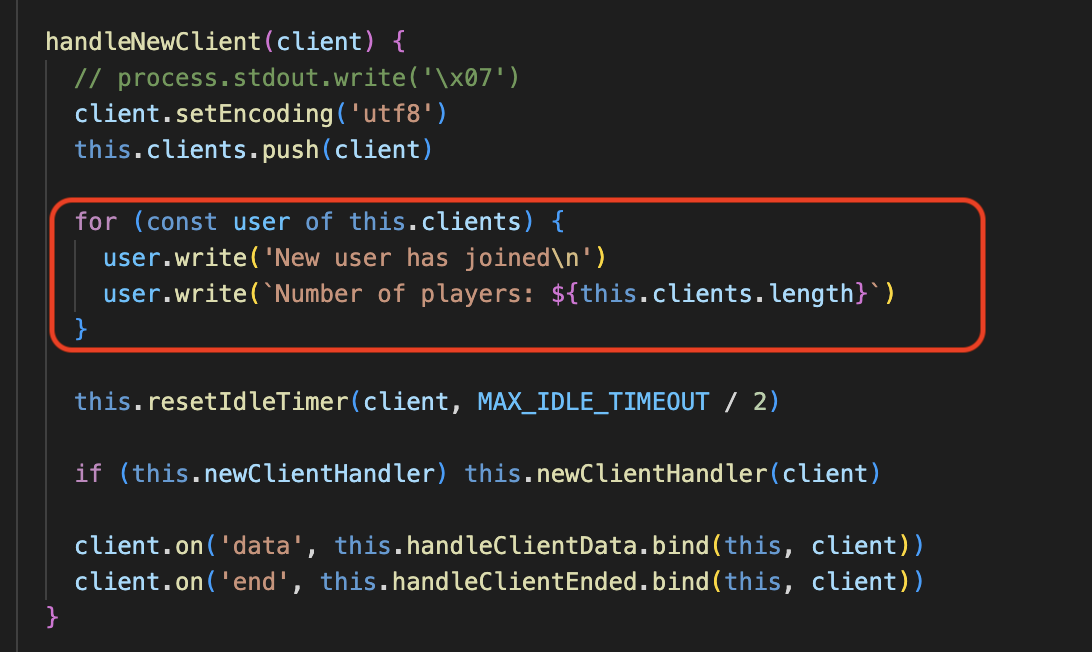 handleNewClient(client) {
// process.stdout.write('\x07')
client.setEncoding('utf8')
this.clients.push(client)
for (const user of this.clients) {
user.write('New user has joined\n')
user.write(`Number of players: ${this.clients.length}`)
}
this.resetIdleTimer(client, MAX_IDLE_TIMEOUT / 2)
if (this.newClientHandler) this.newClientHandler(client)
client.on('data', this.handleClientData.bind(this, client))
client.on('end', this.handleClientEnded.bind(this, client))
}